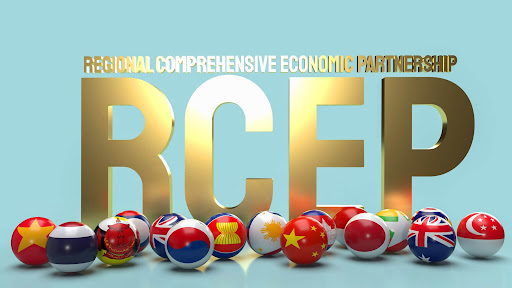 REGIONAL COMPREHENSIVE ECONOMIC PARTNERSHIP
RCEP